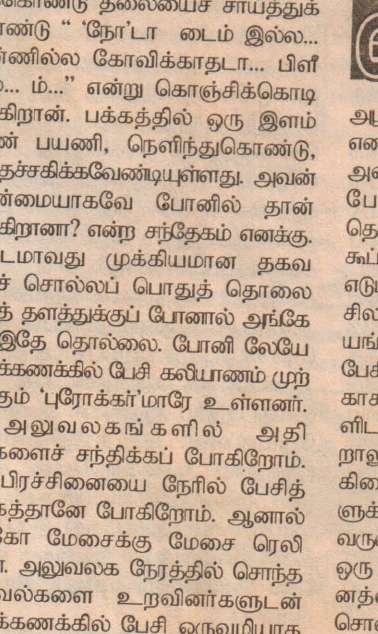 கொண்டு தலையைச் சாய்த்துக்
ண்டு “ ‘நோ’டா டைம் இல்ல...
ண்ணில்ல கோவிக்காதடா... பிளீ
... ம்...” என்று கொஞ்சிக்கொடி
கிறான். பக்கத்தில் ஒரு இளம்
ண் பயணி, நெளிந்துகொண்டு,
தச்சகிக்கவேண்டியுள்ளது. அவன்
ன்மையாகவே போனில் தான்
கிறானா? என்ற சந்தேகம் எனக்கு.
டமாவது முக்கியமான தகவ
ச் சொல்லப் பொதுத் தொலை
த் தளத்துக்குப் போனால் அங்கே
இதே தொல்லை. போனி லேயே
க்கணக்கில் பேசி கலியாணம் முற்
கும் ‘புரோக்கர்’மாரே உள்ளனர்.
அலுவலகங்களில் அதி
களைச் சந்திக்கப் போகிறோம்.
பிரச்சினையை நேரில் பேசித்
கத்தானே போகிறோம். ஆனால்
கோ மேசைக்கு மேசை ரெலி
. அலுவலக நேரத்தில் சொந்த
வல்களை உறவினர்களுடன்
க்கணக்கில் பேசி ஒருவழியாக
என
அவ
பே
தெ
கூட்
எடு
சில
யங்
பேசி
காச
ளிட
றாலு
கிை
ளுக்
வரு
ஒரு
னத்
சொ